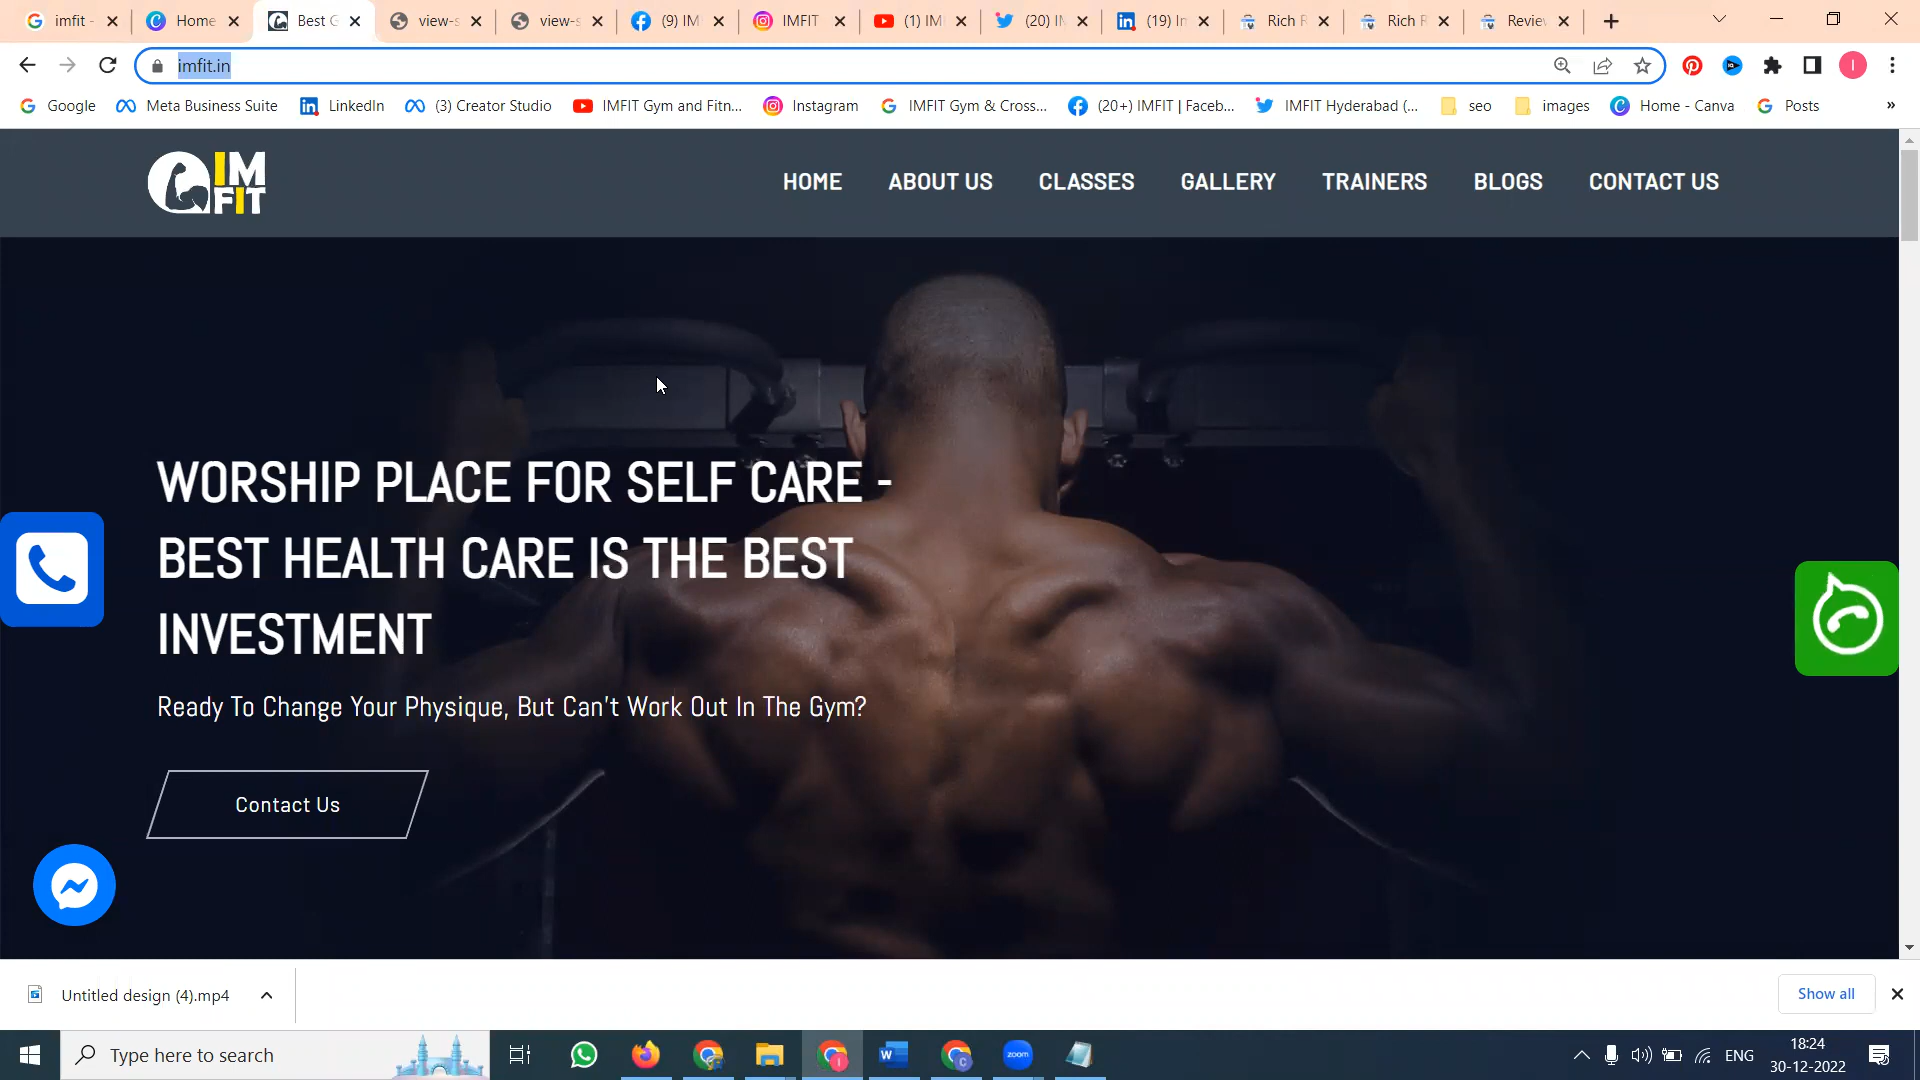 imfit -
Home
Best G
view-s
view-s
(9) IM
IMFIT
(1) IM
(20) IM
(19) In
Rich R
Rich R
Review
imfit.in
I
Google
Meta Business Suite
LinkedIn
(3) Creator Studio
IMFIT Gym and Fitn...
Instagram
IMFIT Gym & Cross...
(20+) IMFIT | Faceb...
IMFIT Hyderabad (...
seo
images
Home - Canva
Posts
»
IM
FIT
HOME
ABOUT US
CLASSES
GALLERY
TRAINERS
BLOGS
CONTACT US
WORSHIP PLACE FOR SELF CARE -
BEST HEALTH CARE IS THE BEST
INVESTMENT
Ready To Change Your Physique, But Can't Work Out In The Gym?
Contact Us
Untitled design (4).mp4
Show all
Type here to search
zoom
ENG
18:24
30-12-2022